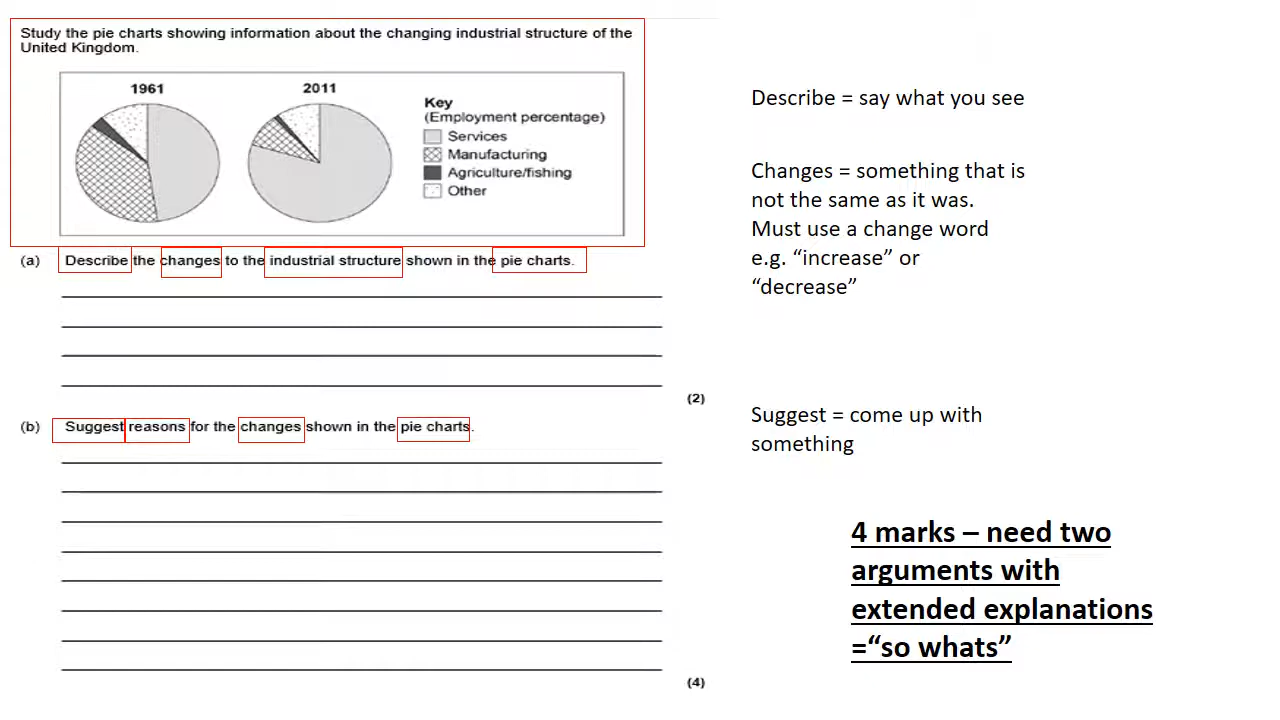 Study the pie charts showing information about the changing industrial structure of the
United Kingdom.
1961
2011
Key
(Employment percentage)
Services
Manufacturing
Agriculture/fishing
Other
(a) Describe the changes to the industrial structure shown in the pie charts.
(2)
(b) Suggest reasons for the changes shown in the pie charts.
(4)
Describe = say what you see
Changes = something that is
not the same as it was.
Must use a change word
e.g. “increase” or
“decrease”
Suggest = come up with
something
4 marks – need two
arguments with
extended explanations
=“so whats”